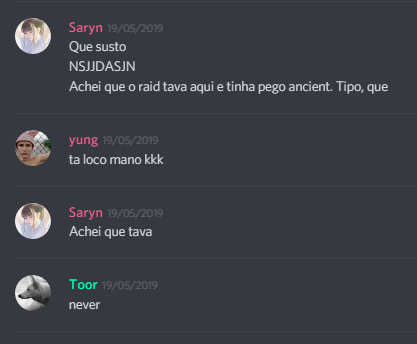 Saryn 19/05/2019
Que susto
NSJJDASJN
Achei que o raid tava aqui e tinha pego ancient. Tipo, que
yung 19/05/2019
ta loco mano kkk
Saryn 19/05/2019
Achei que tava
Toor 19/05/2019
never